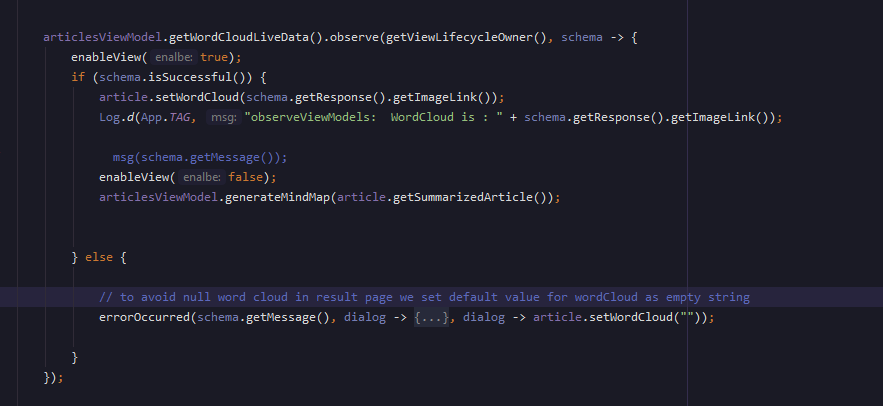 articlesViewModel.getWordCloudLiveData().observe(getViewLifecycleOwner(), schema -> {
enableView( enalbe: true);
if (schema.isSuccessful()) {
article.setWordCloud(schema.getResponse().getImageLink());
Log.d(App.TAG, msg: "observeViewModels:  WordCloud is : " + schema.getResponse().getImageLink());
msg(schema.getMessage());
enableView( enalbe: false);
articlesViewModel.generateMindMap(article.getSummarizedArticle());
} else {
// to avoid null word cloud in result page we set default value for wordCloud as empty string
errorOccurred(schema.getMessage(), dialog -> {...}, dialog -> article.setWordCloud(""));
}
});